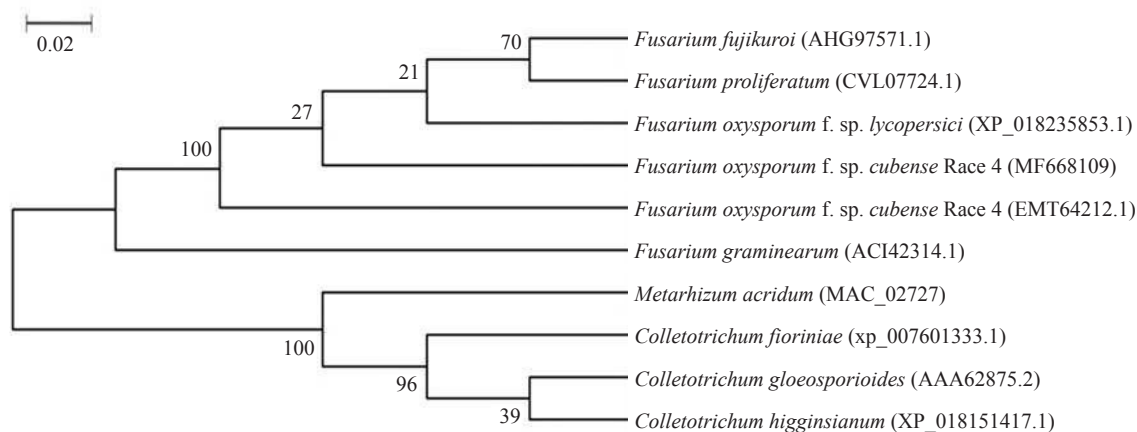 0.02
70
Fusarium fujikuroi (AHG97571.1)
Fusarium proliferatum (CVL07724.1)
21
Fusarium oxysporum f. sp. lycopersici (XP_018235853.1)
27
Fusarium oxysporum f. sp. cubense Race 4 (MF668109)
100
Fusarium oxysporum f. sp. cubense Race 4 (EMT64212.1)
Fusarium graminearum (ACI42314.1)
Metarhizum acridum (MAC_02727)
100
Colletotrichum fioriniae (xp_007601333.1)
96
Colletotrichum gloeosporioides (AAA62875.2)
39
Colletotrichum higginsianum (XP_018151417.1)